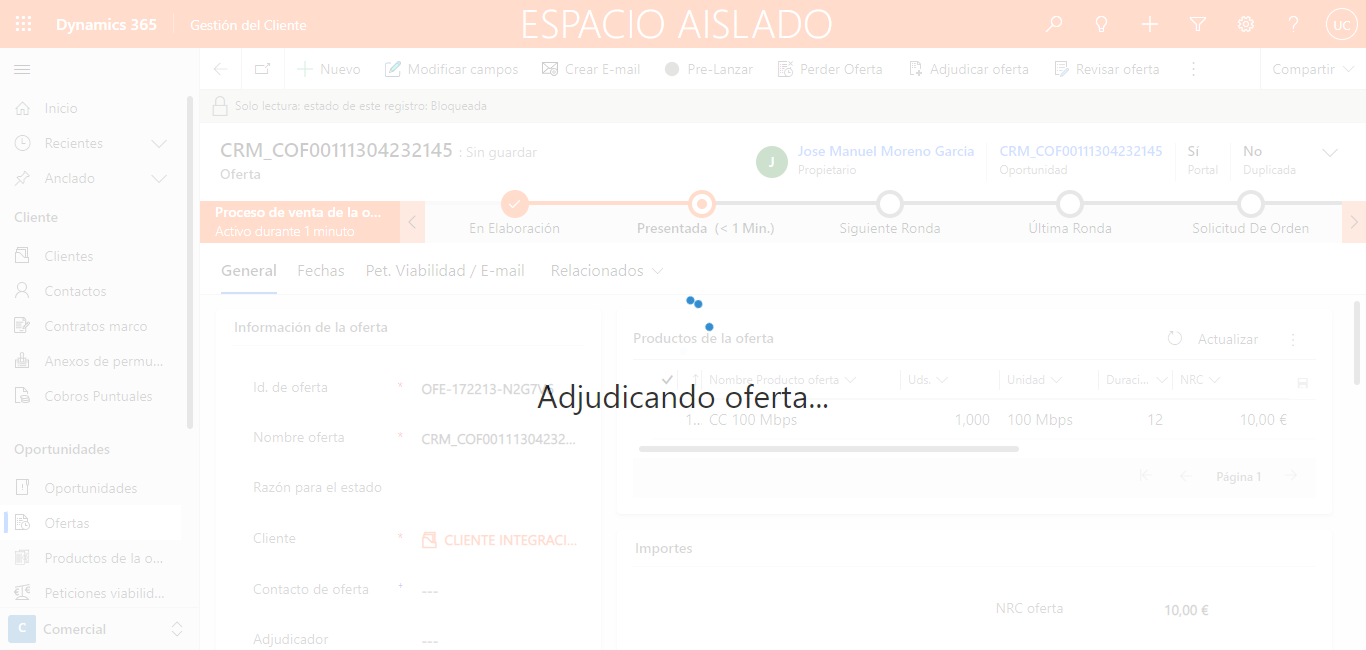 Dynamics 365
Gestión del Cliente
ESPACIO AISLADO
UC
Nuevo
Modificar campos
Crear E-mail
Pre-Lanzar
Perder Oferta
Adjudicar oferta
Revisar oferta
Compartir
Inicio
Recientes
Anclado
Cliente
Clientes
Contactos
Contratos marco
Anexos de permu...
Cobros Puntuales
Oportunidades
Oportunidades
Ofertas
Productos de la o...
Peticiones viabilid...
C Comercial
Solo lectura: estado de este registro: Bloqueada
CRM_COF00111304232145 : Sin guardar
Oferta
J
Jose Manuel Moreno Garcia
Propietario
CRM_COF00111304232145
Oportunidad
Sí
Portal
No
Duplicada
Proceso de venta de la o...
Activo durante 1 minuto
En Elaboración
Presentada (< 1 Min.)
Siguiente Ronda
Última Ronda
Solicitud De Orden
General
Fechas
Pet. Viabilidad / E-mail
Relacionados
Información de la oferta
Id. de oferta * OFE-172213-N2G7
Nombre oferta * CRM_COF00111304232...
Razón para el estado
Cliente * CLIENTE INTEGRACI...
Contacto de oferta + ---
Adjudicador ---
Adjudicando oferta...
Productos de la oferta
Actualizar
Nombre Producto oferta
Uds.
Unidad
Duraci...
NRC
1.. CC 100 Mbps 1,000 100 Mbps 12 10,00 €
Página 1
Importes
NRC oferta 10,00 €